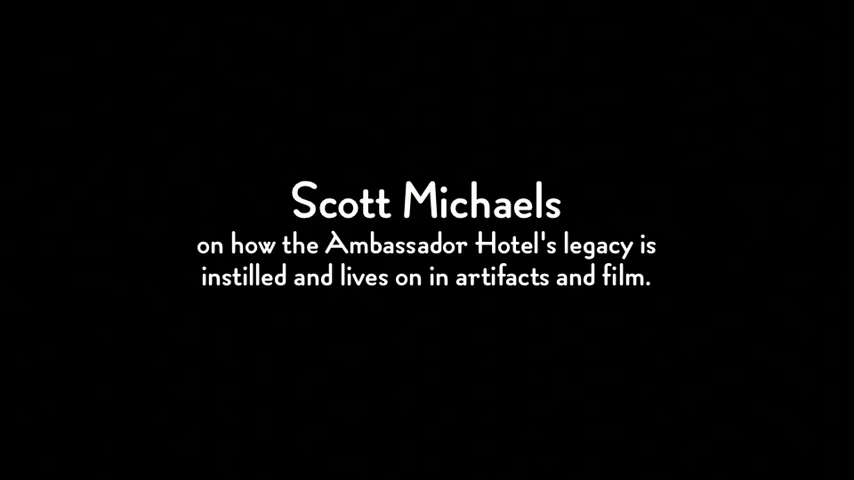 Scott Michaels
on how the Ambassador Hotel's legacy is
instilled and lives on in artifacts and film.